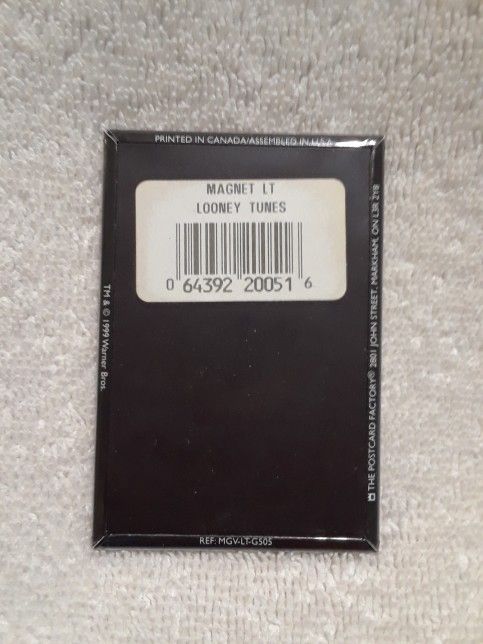 PRINTED IN CANADA/ASSEMBLED IN U.S.A.
MAGNET LT
LOONEY TUNES
0 64392 20051 6
TM & © 1999 Warner Bros.
THE POSTCARD FACTORY® 2801 JOHN STREET, MARKHAM, ON L3R 2Y8
REF: MGV-LT-G505